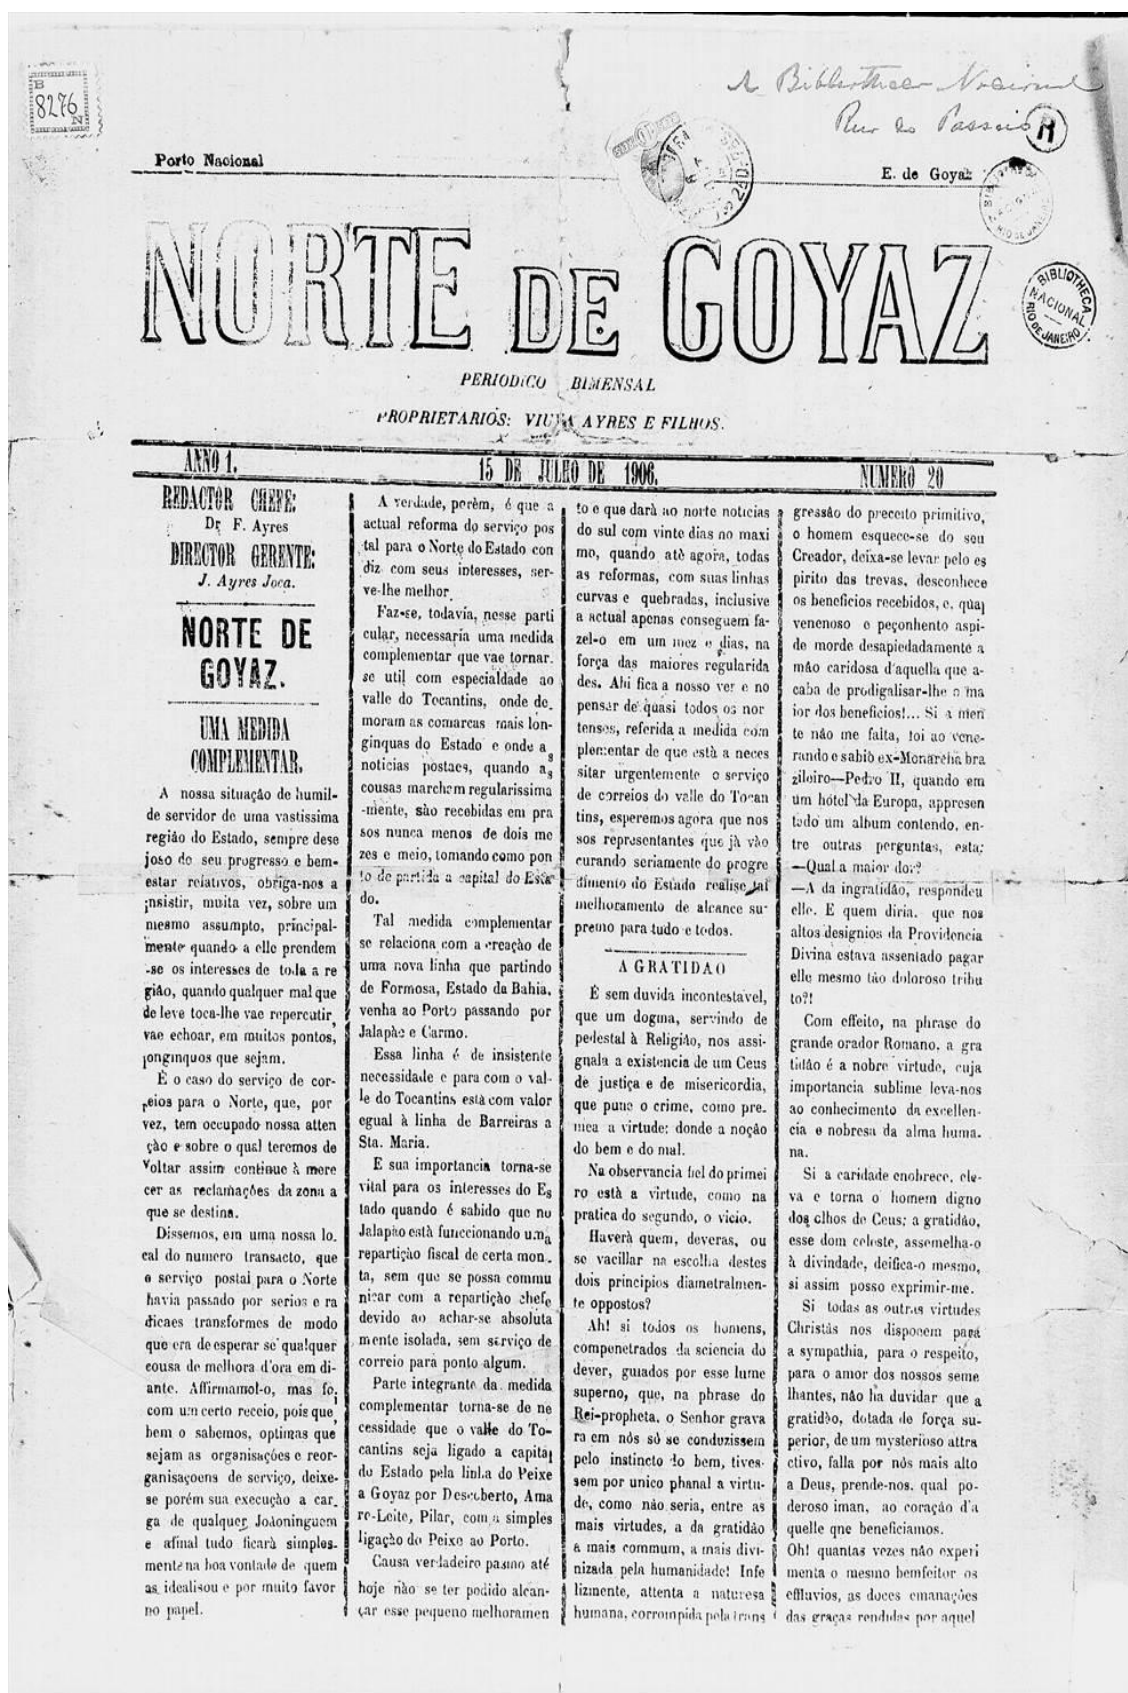 B
8276
N
A Bibliotheca Nacional
Rua do Passeio
Porto Nacional
E. de Goyaz
NORTE DE GOYAZ
BIBLIOTHECA
NACIONAL
RIO DE JANEIRO
PERIODICO BIMENSAL
PROPRIETARIOS: VIUVA AYRES E FILHOS.
ANNO 1. 15 DE JULHO DE 1906. NUMERO 20
REDACTOR CHEFE:
Dr. F. Ayres
DIRECTOR GERENTE:
J. Ayres Joca.
NORTE DE
GOYAZ.
UMA MEDIDA
COMPLEMENTAR.
A nossa situação de humil-
de servidor de uma vastissima
região do Estado, sempre dese
joso do seu progresso e bem-
estar relativos, obriga-nos a
insistir, muita vez, sobre um
mesmo assumpto, principal-
mente quando a elle prendem
-se os interesses de toda a re
gião, quando qualquer mal que
de leve toca-lhe vae repercutir
vae echoar, em muitos pontos,
longinquos que sejam.
É o caso do serviço de cor-
reios para o Norte, que, por
vez, tem occupado nossa atten
ção e sobre o qual teremos de
Voltar assim continue à mere
cer as reclamações da zona a
que se destina.
Dissemos, em uma nossa lo.
cal do numero transacto, que
o serviço postal para o Norte
havia passado por serios e ra
dicaes transformes de modo
que era de esperar se qualquer
cousa de melhora d'ora em di-
ante. Affirmamol-o, mas foi
com um certo receio, pois que
bem o sabemos, optimas que
sejam as organisações e reor-
ganisaçoens de serviço, deixe-
se porém sua execução a car.
ga de qualquer Joãoninguem
e afinal tudo ficará simples-
mente na boa vontade de quem
as idealisou e por muito favor
no papel.
A verdade, porèm, é que a
actual reforma do serviço pos
tal para o Norte do Estado con
diz com seus interesses, ser-
ve-lhe melhor.
Faz-se, todavia, nesse parti
cular, necessaria uma medida
complementar que vae tornar.
se util com especialdade ao
valle do Tocantins, onde de.
moram as comarcas mais lon-
ginquas do Estado e onde as
noticias postaes, quando as
cousas marcham regularissima
-mente, são recebidas em pra
sos nunca menos de dois me
zes e meio, tomando como pon
to de partida a capital do Esta
do.
Tal medida complementar
se relaciona com a creação de
uma nova linha que partindo
de Formosa, Estado da Bahia,
venha ao Porto passando por
Jalapão e Carmo.
Essa linha é de insistente
necessidade e para com o val-
le do Tocantins está com valor
egual à linha de Barreiras a
Sta. Maria.
E sua importancia torna-se
vital para os interesses do Es
tado quando é sabido que no
Jalapão está funccionando uma
repartição fiscal de certa mon.
ta, sem que se possa commu
nicar com a repartição chefe
devido ao achar-se absoluta
mente isolada, sem serviço de
correio para ponto algum.
Parte integrante da medida
complementar torna-se de ne
cessidade que o valle do To-
cantins seja ligado a capital
do Estado pela linha do Peixe
a Goyaz por Descoberto, Ama
ro-Leite, Pilar, com a simples
ligação do Peixe ao Porto.
Causa verdadeiro pasmo até
hoje não se ter podido alcan-
çar esse pequeno melhoramen
to e que dará ao norte noticias
do sul com vinte dias no maxi
mo, quando atè agora, todas
as reformas, com suas linhas
curvas e quebradas, inclusive
a actual apenas conseguem fa-
zel-o em um mez e dias, na
força das maiores regularida
des. Ahi fica a nosso ver e no
pensar de quasi todos os nor
tenses, referida a medida com
plementar de que està a neces
sitar urgentemente o serviço
de correios do valle do Tocan
tins, esperemos agora que nos
sos representantes que já vão
curando seriamente do progre
dimento do Estado realise tal
melhoramento de alcance su-
premo para tudo e todos.
A GRATIDAO
É sem duvida incontestavel,
que um dogma, servindo de
pedestal à Religião, nos assi-
gnala a existencia de um Ceus
de justiça e de misericordia,
que pune o crime, como pre.
mea a virtude: donde a noção
do bem e do mal.
Na observancia fiel do primei
ro està a virtude, como na
pratica do segundo, o vicio.
Haverà quem, deveras, ou
se vacillar na escolha destes
dois principios diametralmen-
te oppostos?
Ah! si todos os homens,
compenetrados da sciencia do
dever, guiados por esse lume
superno, que, na phrase do
Rei-propheta, o Senhor grava
ra em nós só se conduzissem
pelo instincto do bem, tives-
sem por unico phanal a virtu-
de, como não seria, entre as
mais virtudes, a da gratidão
a mais commum, a mais divi-
nizada pela humanidade! Infe
lizmente, attenta a naturesa
humana, corrompida pela trans
gressão do preceito primitivo,
o homem esquece-se do seu
Creador, deixa-se levar pelo es
pirito das trevas, desconhece
os beneficios recebidos, e, qual
venenoso e peçonhento aspi-
de morde desapiedadamente a
mão caridosa d'aquella que a-
caba de prodigalisar-lhe o ma
ior dos beneficios!... Si a men
te não me falta, foi ao vene-
rando e sabio ex-Monarcha bra
zileiro—Pedro II, quando em
um hótel da Europa, appresen
tado um album contendo, en-
tre outras perguntas, esta:
—Qual a maior dor?
—A da ingratidão, respondeu
elle. E quem diria, que nos
altos designios da Providencia
Divina estava assentado pagar
elle mesmo tão doloroso tribu
to?!
Com effeito, na phrase do
grande orador Romano, a gra
tidão é a nobre virtude, cuja
importancia sublime leva-nos
ao conhecimento da excellen-
cia e nobresa da alma huma.
na.
Si a caridade enobrece, ele-
va e torna o homem digno
dos olhos de Ceus; a gratidão,
esse dom celeste, assemelha-o
à divindade, deifica-o mesmo,
si assim posso exprimir-me.
Si todas as outras virtudes
Christãs nos dispoem pará
a sympathia, para o respeito,
para o amor dos nossos seme
lhantes, não ha duvidar que a
gratidão, dotada de força su-
perior, de um mysterioso attra
ctivo, falla por nós mais alto
a Deus, prende-nos, qual po-
deroso iman, ao coração d'a
quelle qne beneficiamos.
Oh! quantas vezes não experi
menta o mesmo bemfeitor os
effluvios, as doces emanações
das graças rendidas por aquel